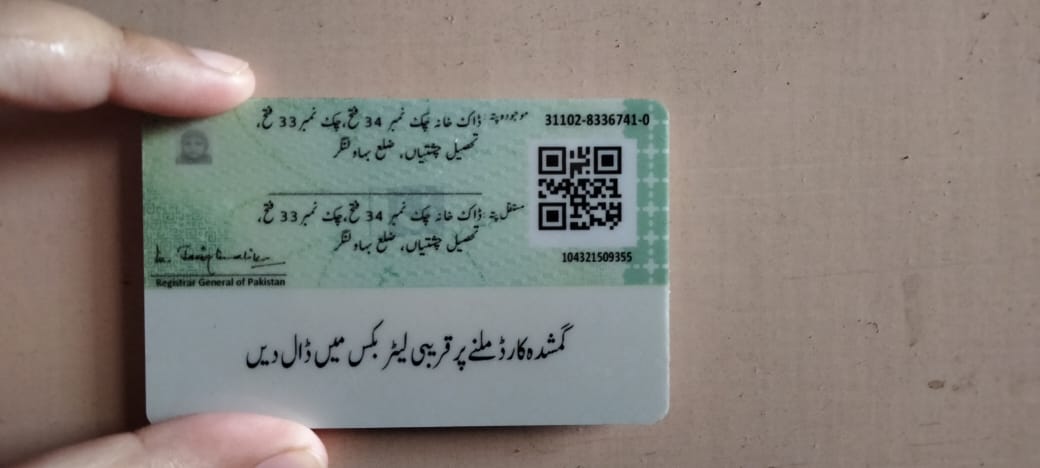 موجودہ پتہ: ڈاک خانہ چک نمبر 34 فتح، چک نمبر 33 فتح،
تحصیل چشتیاں، ضلع بہاولنگر
31102-8336741-0
مستقل پتہ: ڈاک خانہ چک نمبر 34 فتح، چک نمبر 33 فتح،
تحصیل چشتیاں، ضلع بہاولنگر
104321509355
Registrar General of Pakistan
گمشدہ کارڈ ملنے پر قریبی لیٹر بکس میں ڈال دیں